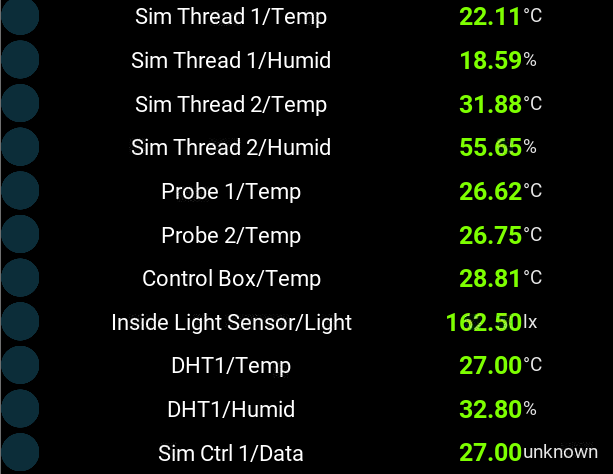 Sim Thread 1/Temp 22.11°C
Sim Thread 1/Humid 18.59%
Sim Thread 2/Temp 31.88°C
Sim Thread 2/Humid 55.65%
Probe 1/Temp 26.62°C
Probe 2/Temp 26.75°C
Control Box/Temp 28.81°C
Inside Light Sensor/Light 162.50lx
DHT1/Temp 27.00°C
DHT1/Humid 32.80%
Sim Ctrl 1/Data 27.00unknown